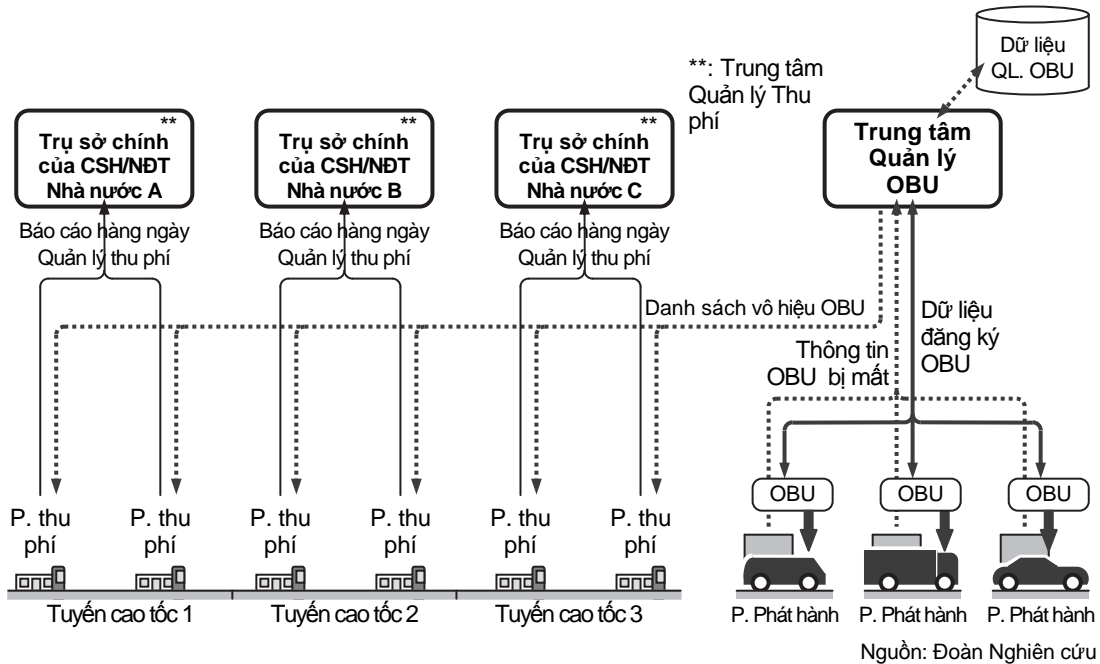 Dữ liệu
QL. OBU
**: Trung tâm
Quản lý Thu
phí
**
Trụ sở chính
của CSH/NĐT
Nhà nước A
**
Trụ sở chính
của CSH/NĐT
Nhà nước B
**
Trụ sở chính
của CSH/NĐT
Nhà nước C
Trung tâm
Quản lý
OBU
Báo cáo hàng ngày
Quản lý thu phí
Báo cáo hàng ngày
Quản lý thu phí
Báo cáo hàng ngày
Quản lý thu phí
Danh sách vô hiệu OBU
Dữ liệu
đăng ký
OBU
Thông tin
OBU bị mất
OBU
OBU
OBU
P. thu
phí
P. thu
phí
P. thu
phí
P. thu
phí
P. thu
phí
P. thu
phí
Tuyến cao tốc 1
Tuyến cao tốc 2
Tuyến cao tốc 3
P. Phát hành
P. Phát hành
P. Phát hành
Nguồn: Đoàn Nghiên cứu